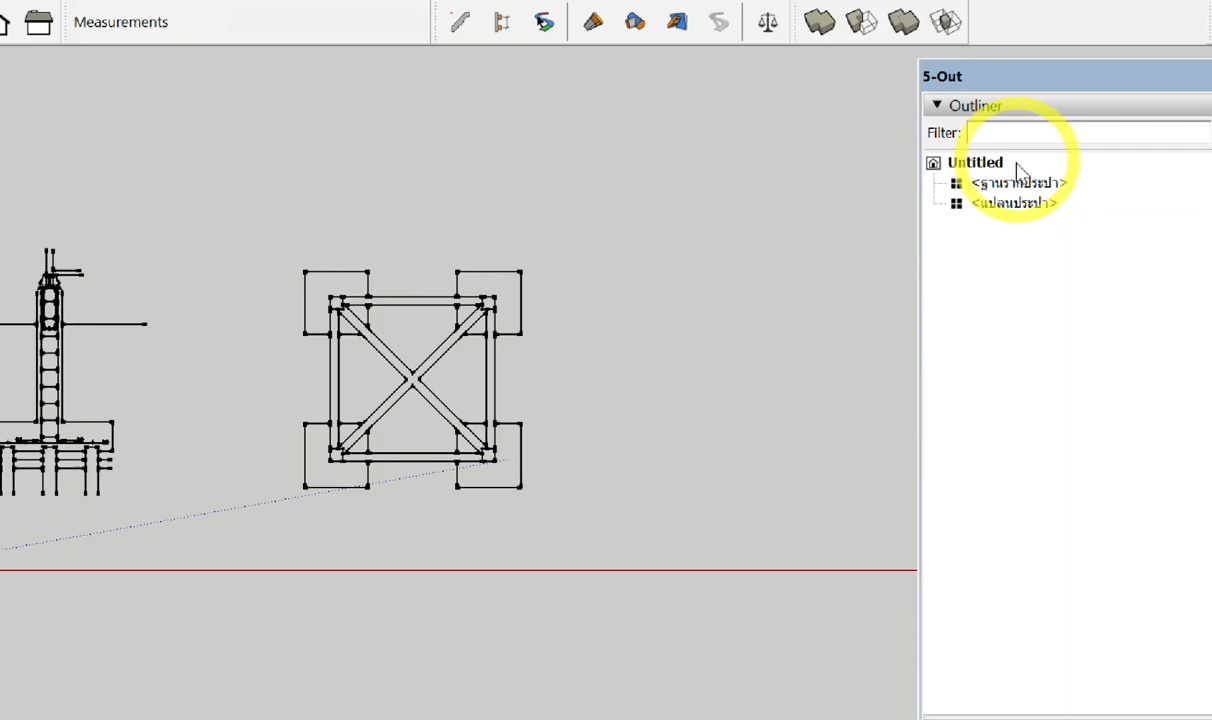 Measurements
5-Out
Outliner
Filter:
Untitled
<ฐานรากประปา>
<แปลนประปา>